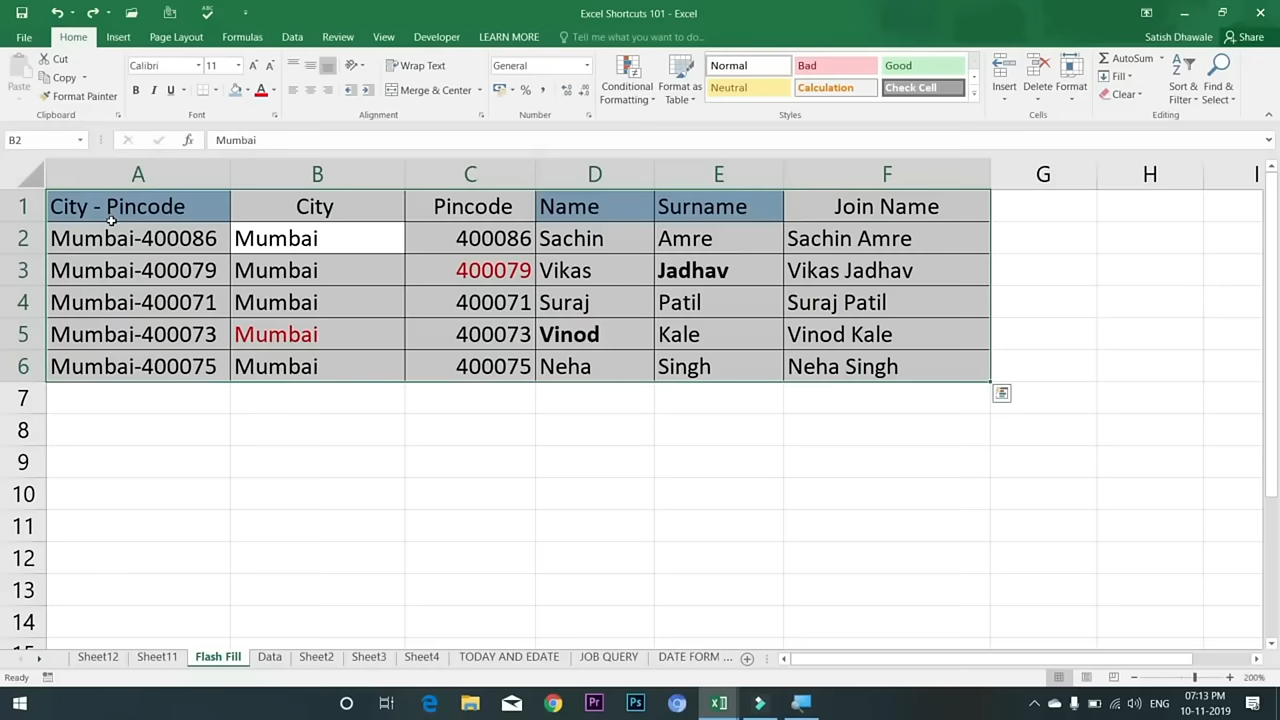 Excel Shortcuts 101 - Excel
File Home Insert Page Layout Formulas Data Review View Developer LEARN MORE Tell me what you want to do... Satish Dhawale Share
Paste Cut Copy Format Painter Clipboard
Calibri 11 A A B I U A Font
Wrap Text Merge & Center Alignment
General % , Number
Conditional Formatting Format as Table
Normal Bad Good
Neutral Calculation Check Cell
Styles
Insert Delete Format Cells
AutoSum Fill Clear Sort & Filter Find & Select Editing
B2 fx Mumbai
A B C D E F G H I
1 City - Pincode City Pincode Name Surname Join Name
2 Mumbai-400086 Mumbai 400086 Sachin Amre Sachin Amre
3 Mumbai-400079 Mumbai 400079 Vikas Jadhav Vikas Jadhav
4 Mumbai-400071 Mumbai 400071 Suraj Patil Suraj Patil
5 Mumbai-400073 Mumbai 400073 Vinod Kale Vinod Kale
6 Mumbai-400075 Mumbai 400075 Neha Singh Neha Singh
7
8
9
10
11
12
13
14
Sheet12 Sheet11 Flash Fill Data Sheet2 Sheet3 Sheet4 TODAY AND EDATE JOB QUERY DATE FORM ...
Ready 200%
Pr Ps ENG 07:13 PM
10-11-2019